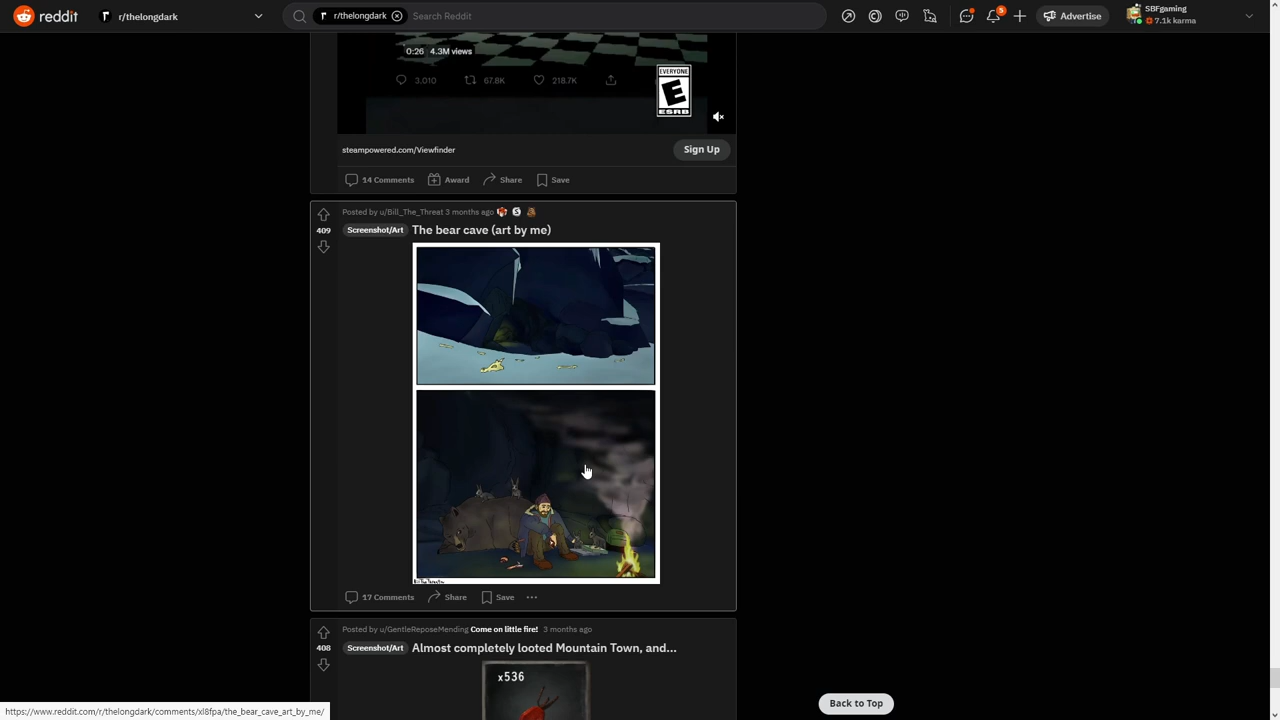 reddit
r/thelongdark
r/thelongdark
Search Reddit
5
Advertise
SBFgaming
7.1k karma
0:26 4.3M views
3,010
67.8K
218.7K
EVERYONE
E
ESRB
steampowered.com/Viewfinder
Sign Up
14 Comments
Award
Share
Save
Posted by u/Bill_The_Threat 3 months ago
409
Screenshot/Art
The bear cave (art by me)
17 Comments
Share
Save
Posted by u/GentleReposeMending Come on little fire! 3 months ago
408
Screenshot/Art
Almost completely looted Mountain Town, and...
x536
https://www.reddit.com/r/thelongdark/comments/xl8fpa/the_bear_cave_art_by_me/
Back to Top